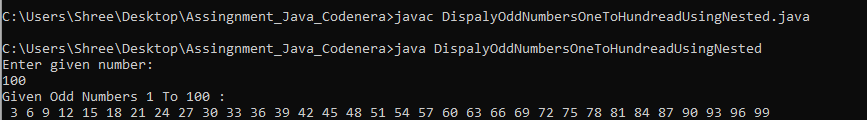 C:\Users\Shree\Desktop\Assingnment_Java_Codenera>javac DispalyOddNumbersOneToHundreadUsingNested.java
C:\Users\Shree\Desktop\Assingnment_Java_Codenera>java DispalyOddNumbersOneToHundreadUsingNested
Enter given number:
100
Given Odd Numbers 1 To 100 :
3 6 9 12 15 18 21 24 27 30 33 36 39 42 45 48 51 54 57 60 63 66 69 72 75 78 81 84 87 90 93 96 99